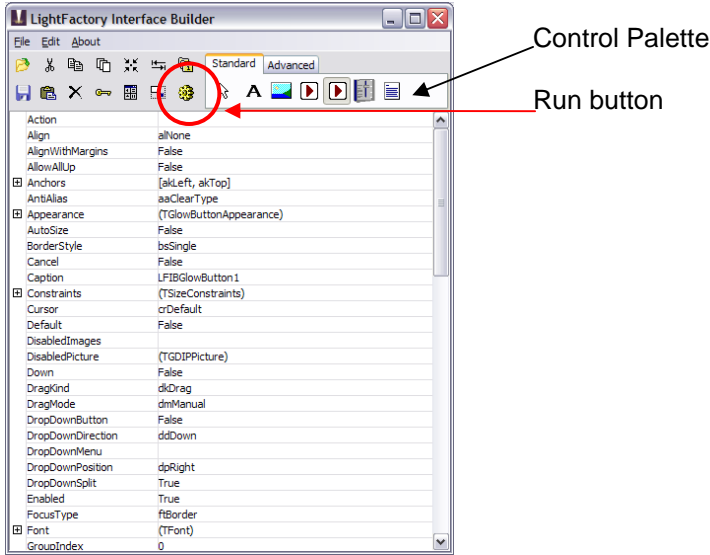 LightFactory Interface Builder
File Edit About
Standard Advanced
A
Control Palette
Run button
Action
Align alNone
AlignWithMargins False
AllowAllUp False
Anchors [akLeft, akTop]
AntiAlias aaClearType
Appearance (TGlowButtonAppearance)
AutoSize False
BorderStyle bsSingle
Cancel False
Caption LFIBGlowButton1
Constraints (TSizeConstraints)
Cursor crDefault
Default False
DisabledImages
DisabledPicture (TGDIPPicture)
Down False
DragKind dkDrag
DragMode dmManual
DropDownButton False
DropDownDirection ddDown
DropDownMenu
DropDownPosition dpRight
DropDownSplit True
Enabled True
FocusType ftBorder
Font (TFont)
GroupIndex 0